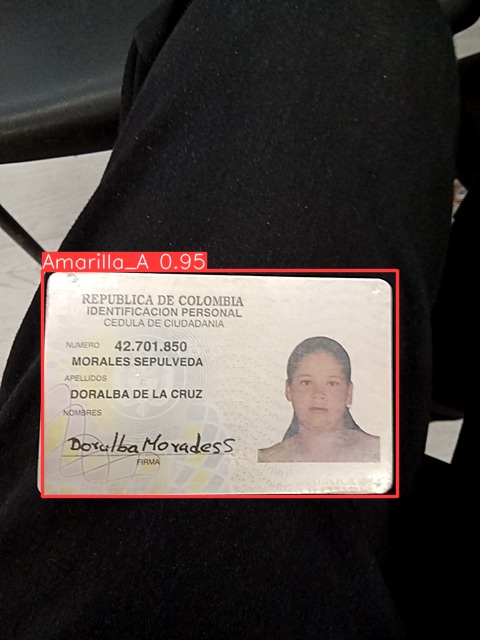 Amarilla_A 0.95
REPUBLICA DE COLOMBIA
IDENTIFICACION PERSONAL
CEDULA DE CIUDADANIA
NUMERO 42.701.850
MORALES SEPULVEDA
APELLIDOS
DORALBA DE LA CRUZ
NOMBRES
Doralba Morales S
FIRMA